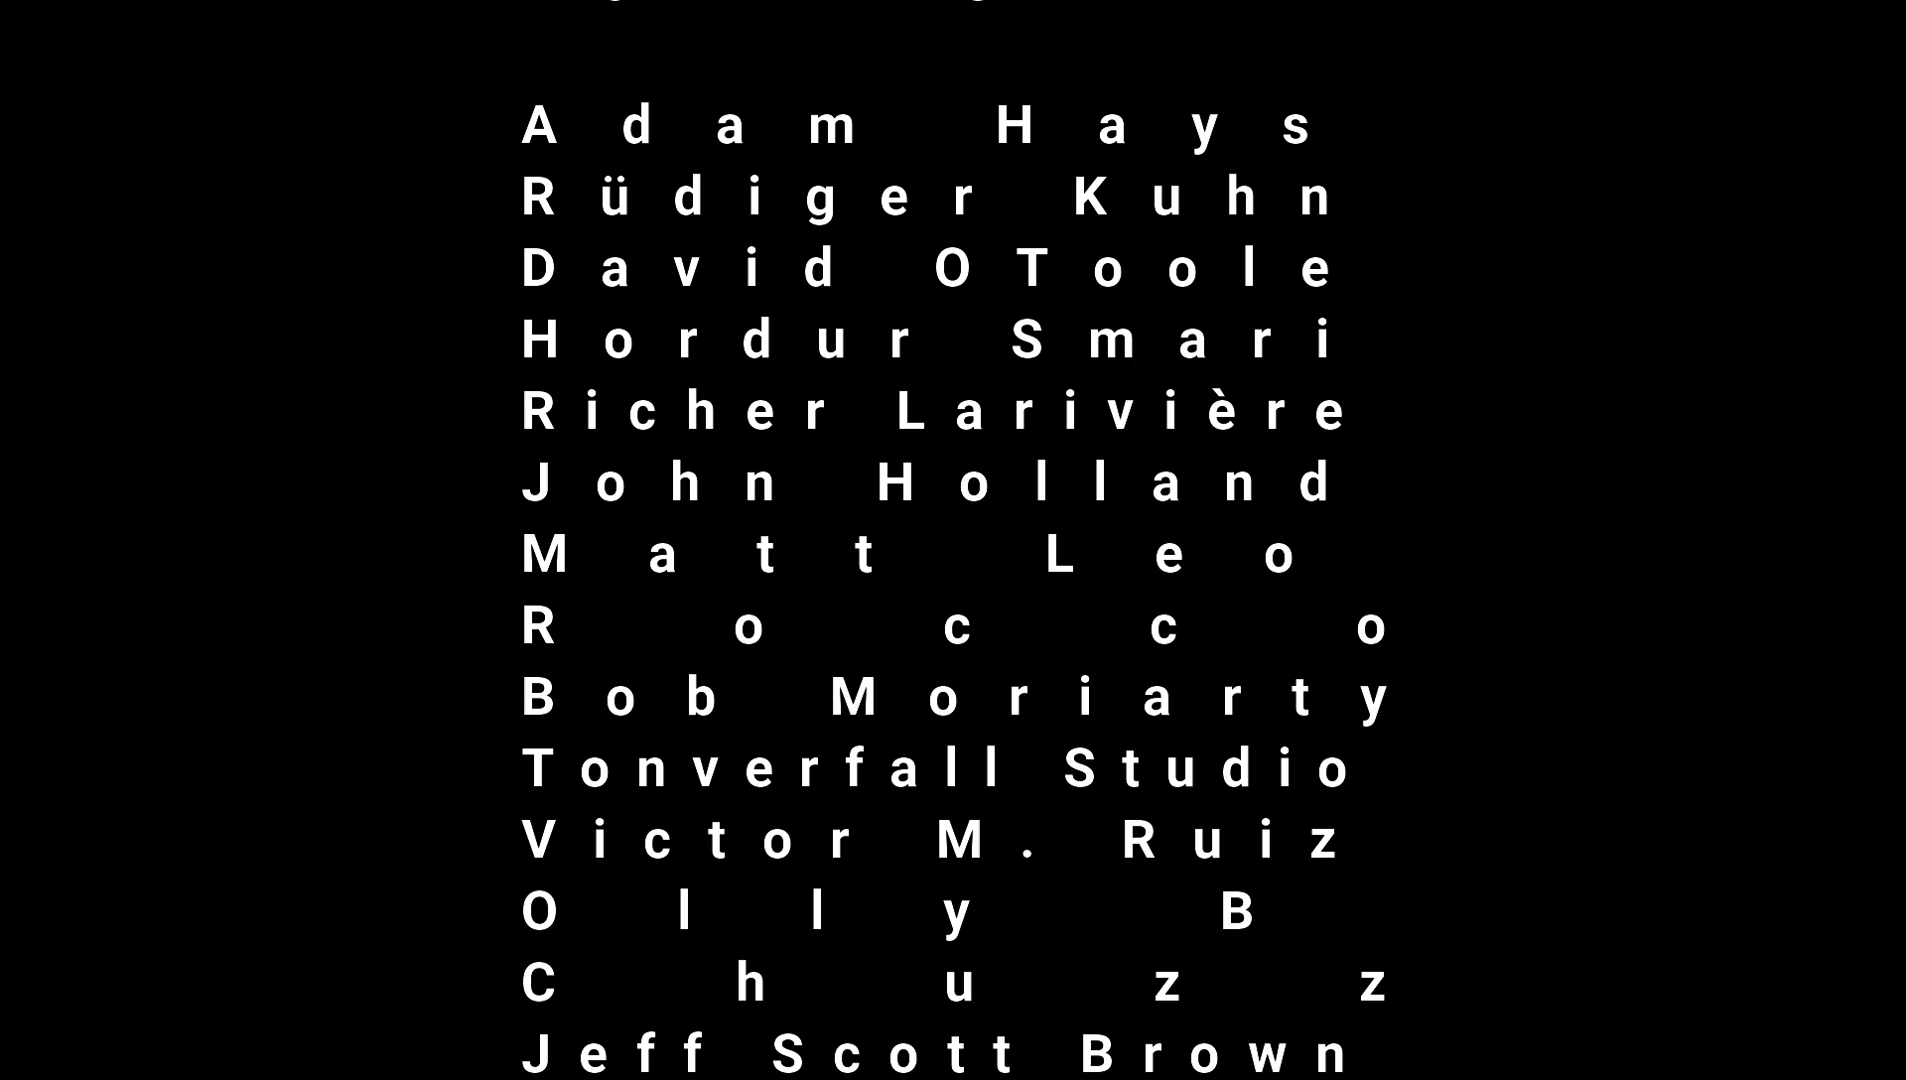 Adam Hays
Rüdiger Kuhn
David OToole
Hordur Smari
Richer Larivière
John Holland
Matt Leo
Rocco
Bob Moriarty
Tonverfall Studio
Victor M. Ruiz
Olly B
Chuzz
Jeff Scott Brown